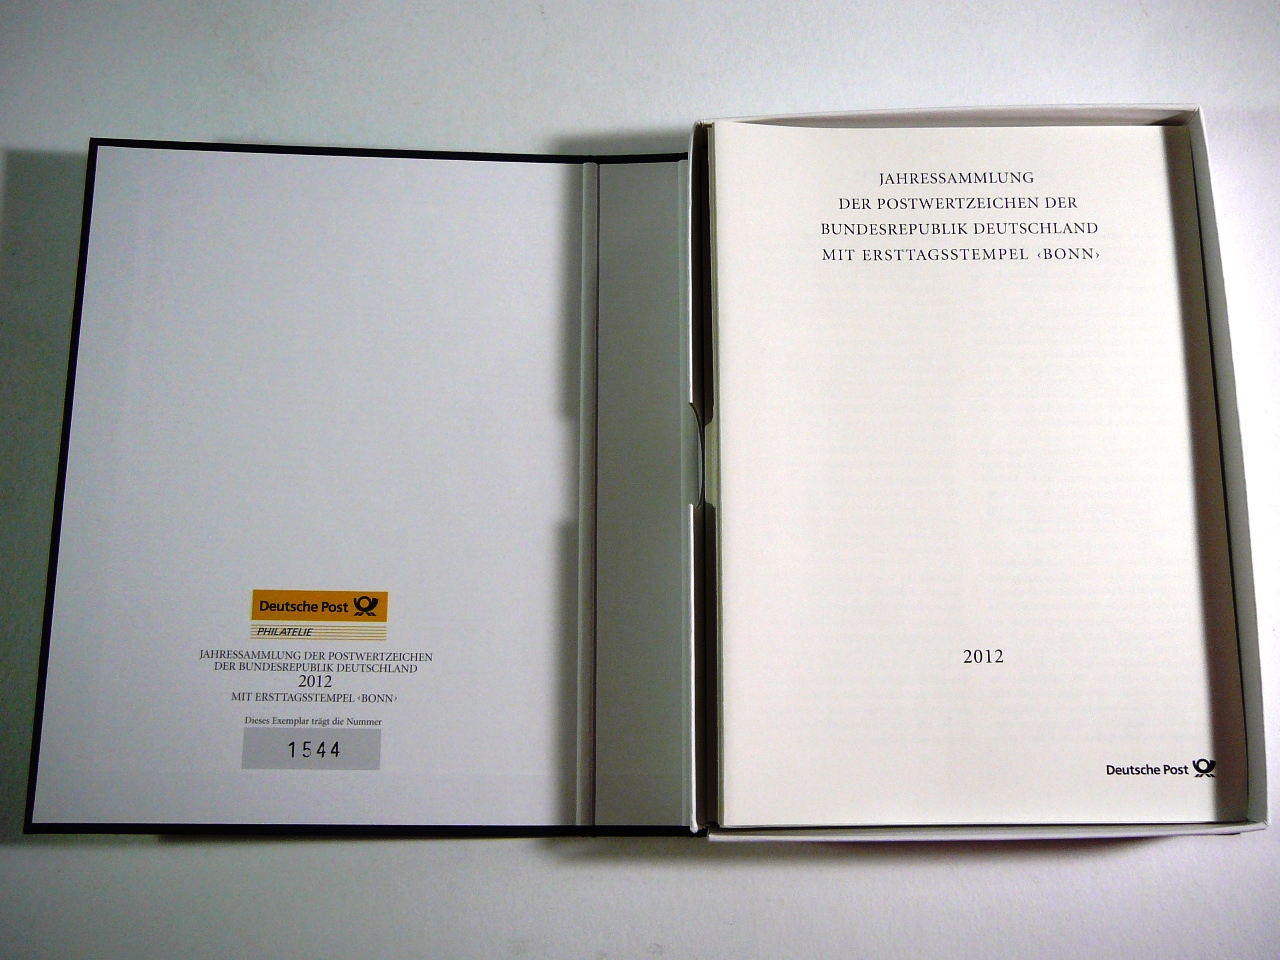 Deutsche Post
PHILATELIE
JAHRESSAMMLUNG DER POSTWERTZEICHEN
DER BUNDESREPUBLIK DEUTSCHLAND
2012
MIT ERSTTAGSSTEMPEL ‹BONN›
Dieses Exemplar trägt die Nummer
1544
JAHRESSAMMLUNG
DER POSTWERTZEICHEN DER
BUNDESREPUBLIK DEUTSCHLAND
MIT ERSTTAGSSTEMPEL ‹BONN›
2012
Deutsche Post